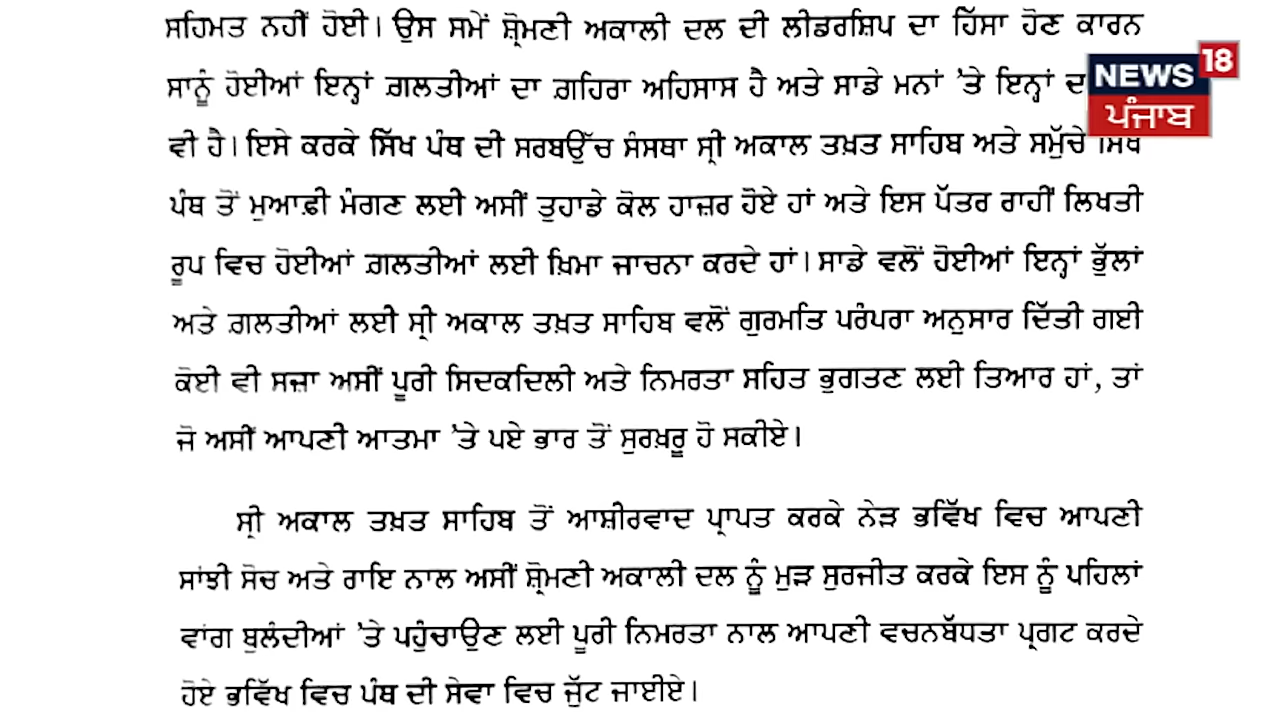 ਸਹਿਮਤ ਨਹੀਂ ਹੋਈ। ਉਸ ਸਮੇਂ ਸ਼੍ਰੋਮਣੀ ਅਕਾਲੀ ਦਲ ਦੀ ਲੀਡਰਸ਼ਿਪ ਦਾ ਹਿੱਸਾ ਹੋਣ ਕਾਰਨ
NEWS 18
ਸਾਨੂੰ ਹੋਈਆਂ ਇਨ੍ਹਾਂ ਗ਼ਲਤੀਆਂ ਦਾ ਗ਼ਹਿਰਾ ਅਹਿਸਾਸ ਹੈ ਅਤੇ ਸਾਡੇ ਮਨਾਂ 'ਤੇ ਇਨ੍ਹਾਂ
ਪੰਜਾਬ
ਵੀ ਹੈ। ਇਸੇ ਕਰਕੇ ਸਿੱਖ ਪੰਥ ਦੀ ਸਰਬਉੱਚ ਸੰਸਥਾ ਸ੍ਰੀ ਅਕਾਲ ਤਖ਼ਤ ਸਾਹਿਬ ਅਤੇ ਸਮੁੱਚੇ ਸਿੱਖ
ਪੰਥ ਤੋਂ ਮੁਆਫ਼ੀ ਮੰਗਣ ਲਈ ਅਸੀਂ ਤੁਹਾਡੇ ਕੋਲ ਹਾਜ਼ਰ ਹੋਏ ਹਾਂ ਅਤੇ ਇਸ ਪੱਤਰ ਰਾਹੀਂ ਲਿਖਤੀ
ਰੂਪ ਵਿਚ ਹੋਈਆਂ ਗ਼ਲਤੀਆਂ ਲਈ ਖ਼ਿਮਾ ਜਾਚਨਾ ਕਰਦੇ ਹਾਂ। ਸਾਡੇ ਵਲੋਂ ਹੋਈਆਂ ਇਨ੍ਹਾਂ ਭੁੱਲਾਂ
ਅਤੇ ਗ਼ਲਤੀਆਂ ਲਈ ਸ੍ਰੀ ਅਕਾਲ ਤਖ਼ਤ ਸਾਹਿਬ ਵਲੋਂ ਗੁਰਮਤਿ ਪਰੰਪਰਾ ਅਨੁਸਾਰ ਦਿੱਤੀ ਗਈ
ਕੋਈ ਵੀ ਸਜ਼ਾ ਅਸੀਂ ਪੂਰੀ ਸਿਦਕਦਿਲੀ ਅਤੇ ਨਿਮਰਤਾ ਸਹਿਤ ਭੁਗਤਣ ਲਈ ਤਿਆਰ ਹਾਂ, ਤਾਂ
ਜੋ ਅਸੀਂ ਆਪਣੀ ਆਤਮਾ 'ਤੇ ਪਏ ਭਾਰ ਤੋਂ ਸੁਰਖ਼ਰੂ ਹੋ ਸਕੀਏ।
ਸ੍ਰੀ ਅਕਾਲ ਤਖ਼ਤ ਸਾਹਿਬ ਤੋਂ ਆਸ਼ੀਰਵਾਦ ਪ੍ਰਾਪਤ ਕਰਕੇ ਨੇੜ ਭਵਿੱਖ ਵਿਚ ਆਪਣੀ
ਸਾਂਝੀ ਸੋਚ ਅਤੇ ਰਾਇ ਨਾਲ ਅਸੀਂ ਸ਼੍ਰੋਮਣੀ ਅਕਾਲੀ ਦਲ ਨੂੰ ਮੁੜ ਸੁਰਜੀਤ ਕਰਕੇ ਇਸ ਨੂੰ ਪਹਿਲਾਂ
ਵਾਂਗ ਬੁਲੰਦੀਆਂ 'ਤੇ ਪਹੁੰਚਾਉਣ ਲਈ ਪੂਰੀ ਨਿਮਰਤਾ ਨਾਲ ਆਪਣੀ ਵਚਨਬੱਧਤਾ ਪ੍ਰਗਟ ਕਰਦੇ
ਹੋਏ ਭਵਿੱਖ ਵਿਚ ਪੰਥ ਦੀ ਸੇਵਾ ਵਿਚ ਜੁੱਟ ਜਾਈਏ।